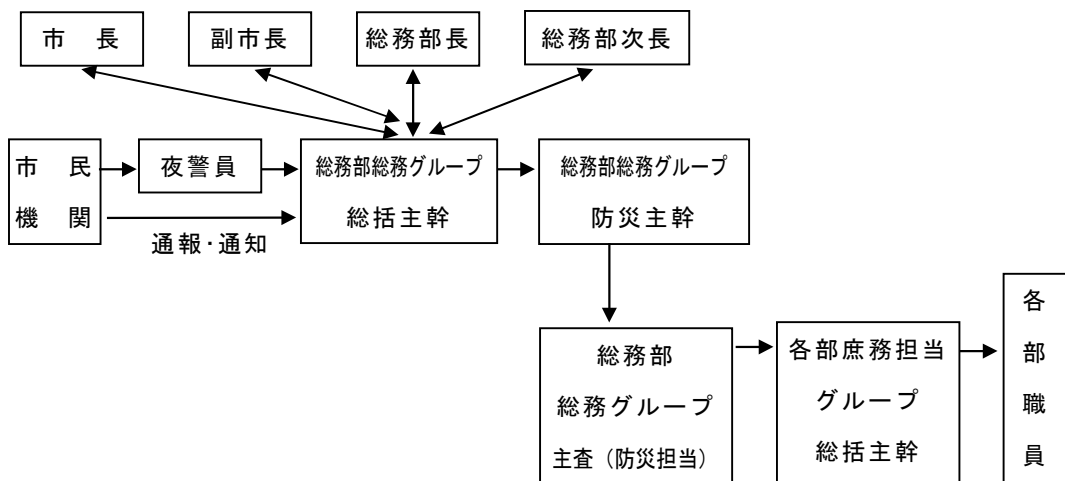 市　長
副市長
総務部長
総務部次長
市　民
機　関
夜警員
通報・通知
総務部総務グループ
総括主幹
総務部総務グループ
防災主幹
総務部
総務グループ
主査（防災担当）
各部庶務担当
グループ
総括主幹
各
部
職
員